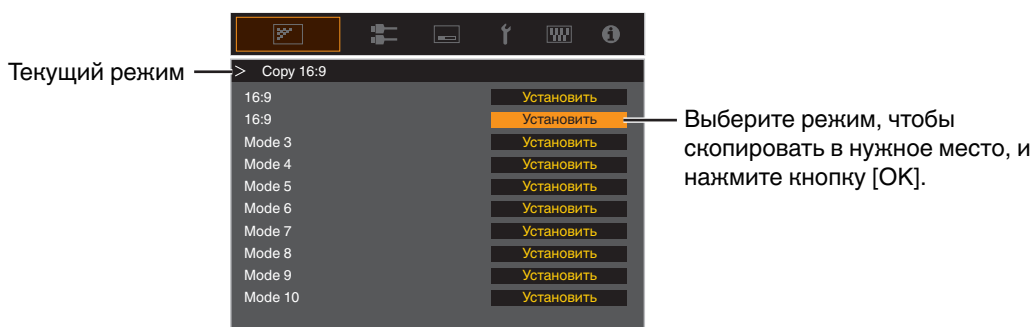 Текущий режим
> Copy 16:9
16:9 Установить
16:9 Установить
Mode 3 Установить
Mode 4 Установить
Mode 5 Установить
Mode 6 Установить
Mode 7 Установить
Mode 8 Установить
Mode 9 Установить
Mode 10 Установить
Выберите режим, чтобы
скопировать в нужное место, и
нажмите кнопку [OK].